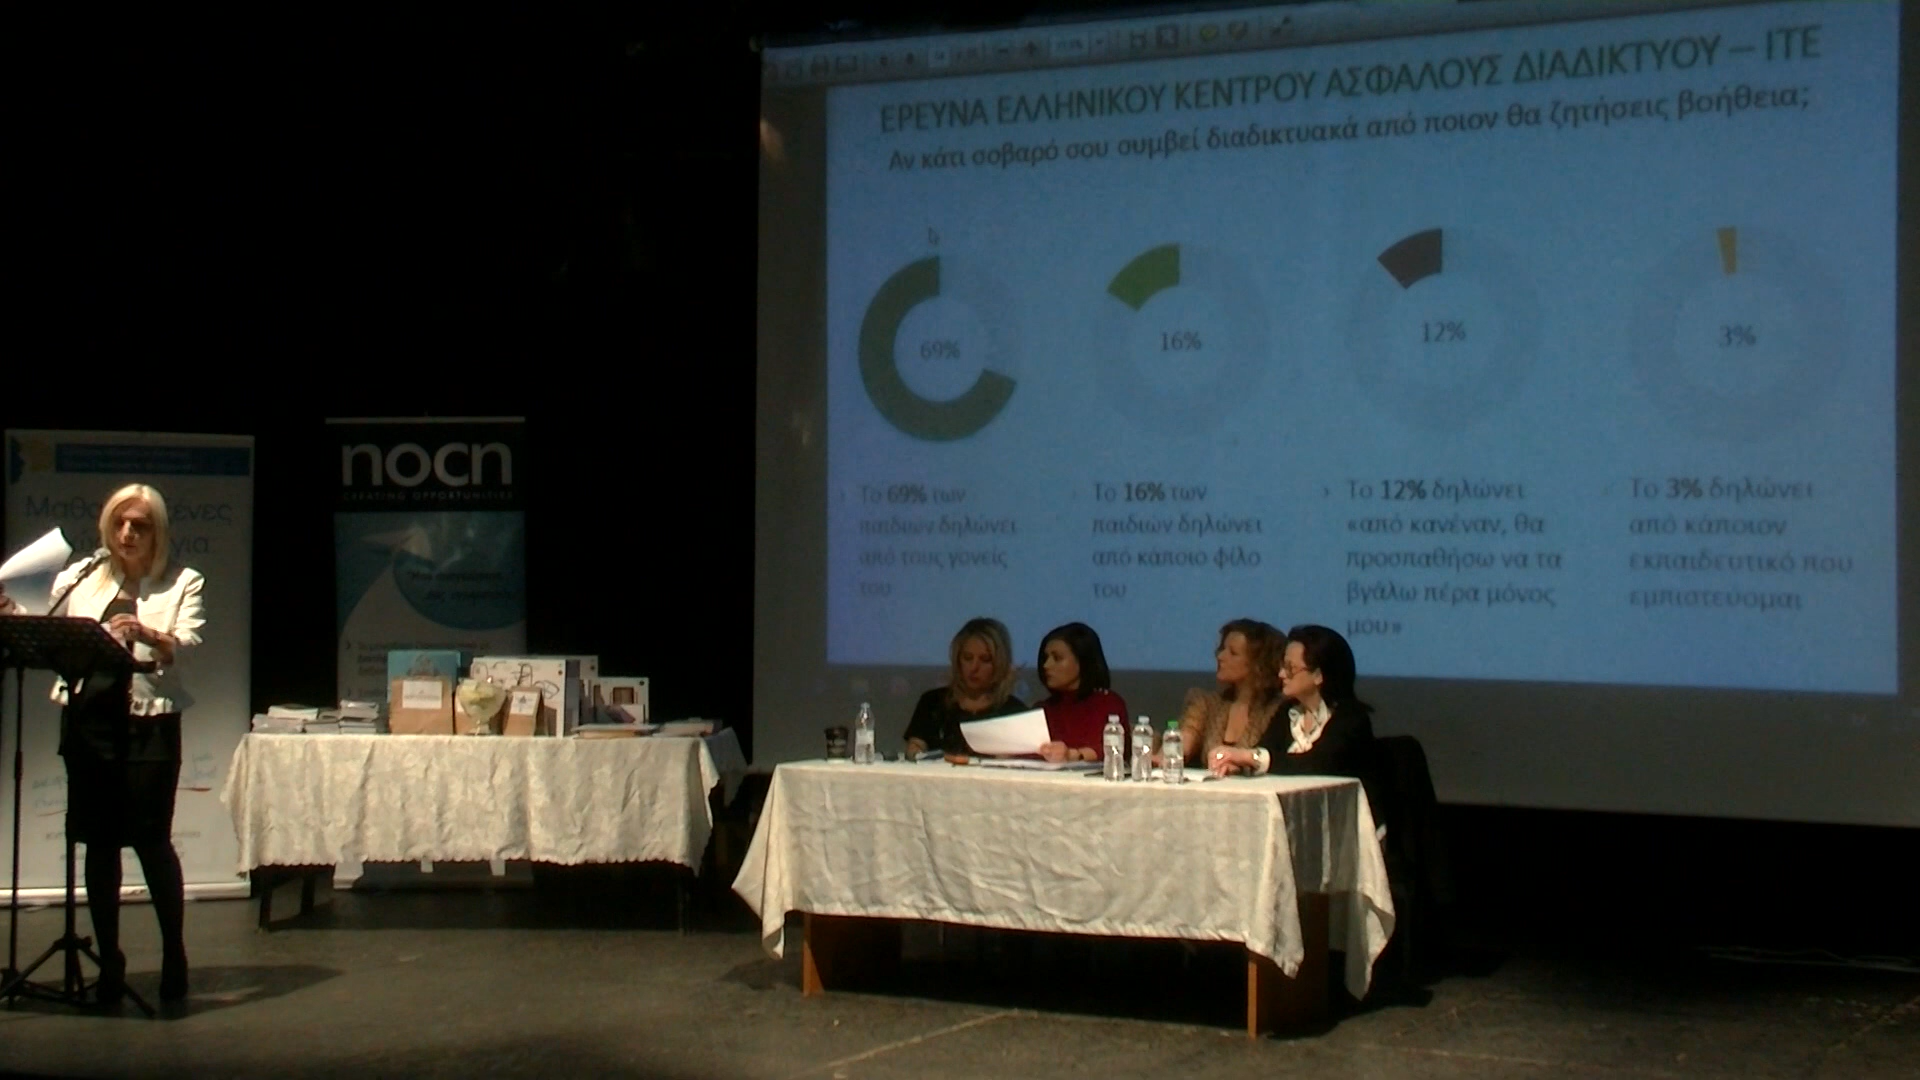 ΕΡΕΥΝΑ ΕΛΛΗΝΙΚΟΥ ΚΕΝΤΡΟΥ ΑΣΦΑΛΟΥΣ ΔΙΑΔΙΚΤΥΟΥ – ΙΤΕ
Αν κάτι σοβαρό σου συμβεί διαδικτυακά από ποιον θα ζητήσεις βοήθεια;
69%
16%
12%
3%
Το 69% των
παιδιών δηλώνει
από τους γονείς
του
Το 16% των
παιδιών δηλώνει
από κάποιο φίλο
του
Το 12% δηλώνει
«από κανέναν, θα
προσπαθήσω να τα
βγάλω πέρα μόνος
μου»
Το 3% δηλώνει
από κάποιον
εκπαιδευτικό που
εμπιστεύομαι
nocn
CREATING OPPORTUNITIES
για